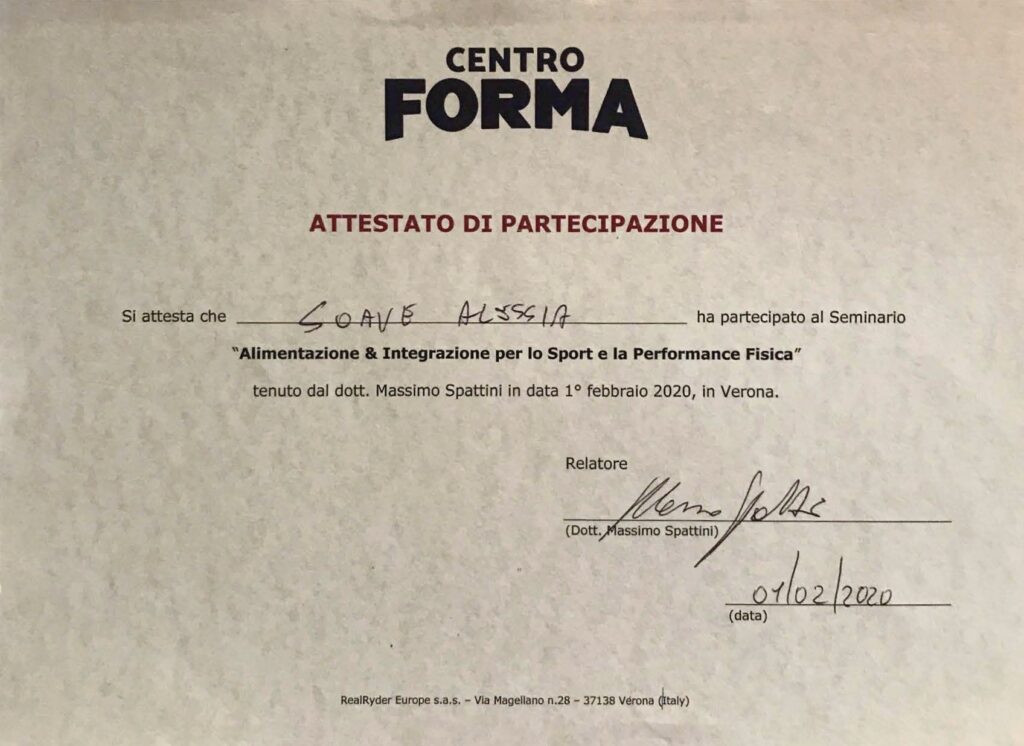 CENTRO
FORMA
ATTESTATO DI PARTECIPAZIONE
Si attesta che SOAVE ALESSIA ha partecipato al Seminario
“Alimentazione & Integrazione per lo Sport e la Performance Fisica”
tenuto dal dott. Massimo Spattini in data 1° febbraio 2020, in Verona.
Relatore
(Dott. Massimo Spattini)
01/02/2020
(data)
RealRyder Europe s.a.s. – Via Magellano n.28 – 37138 Verona (Italy)